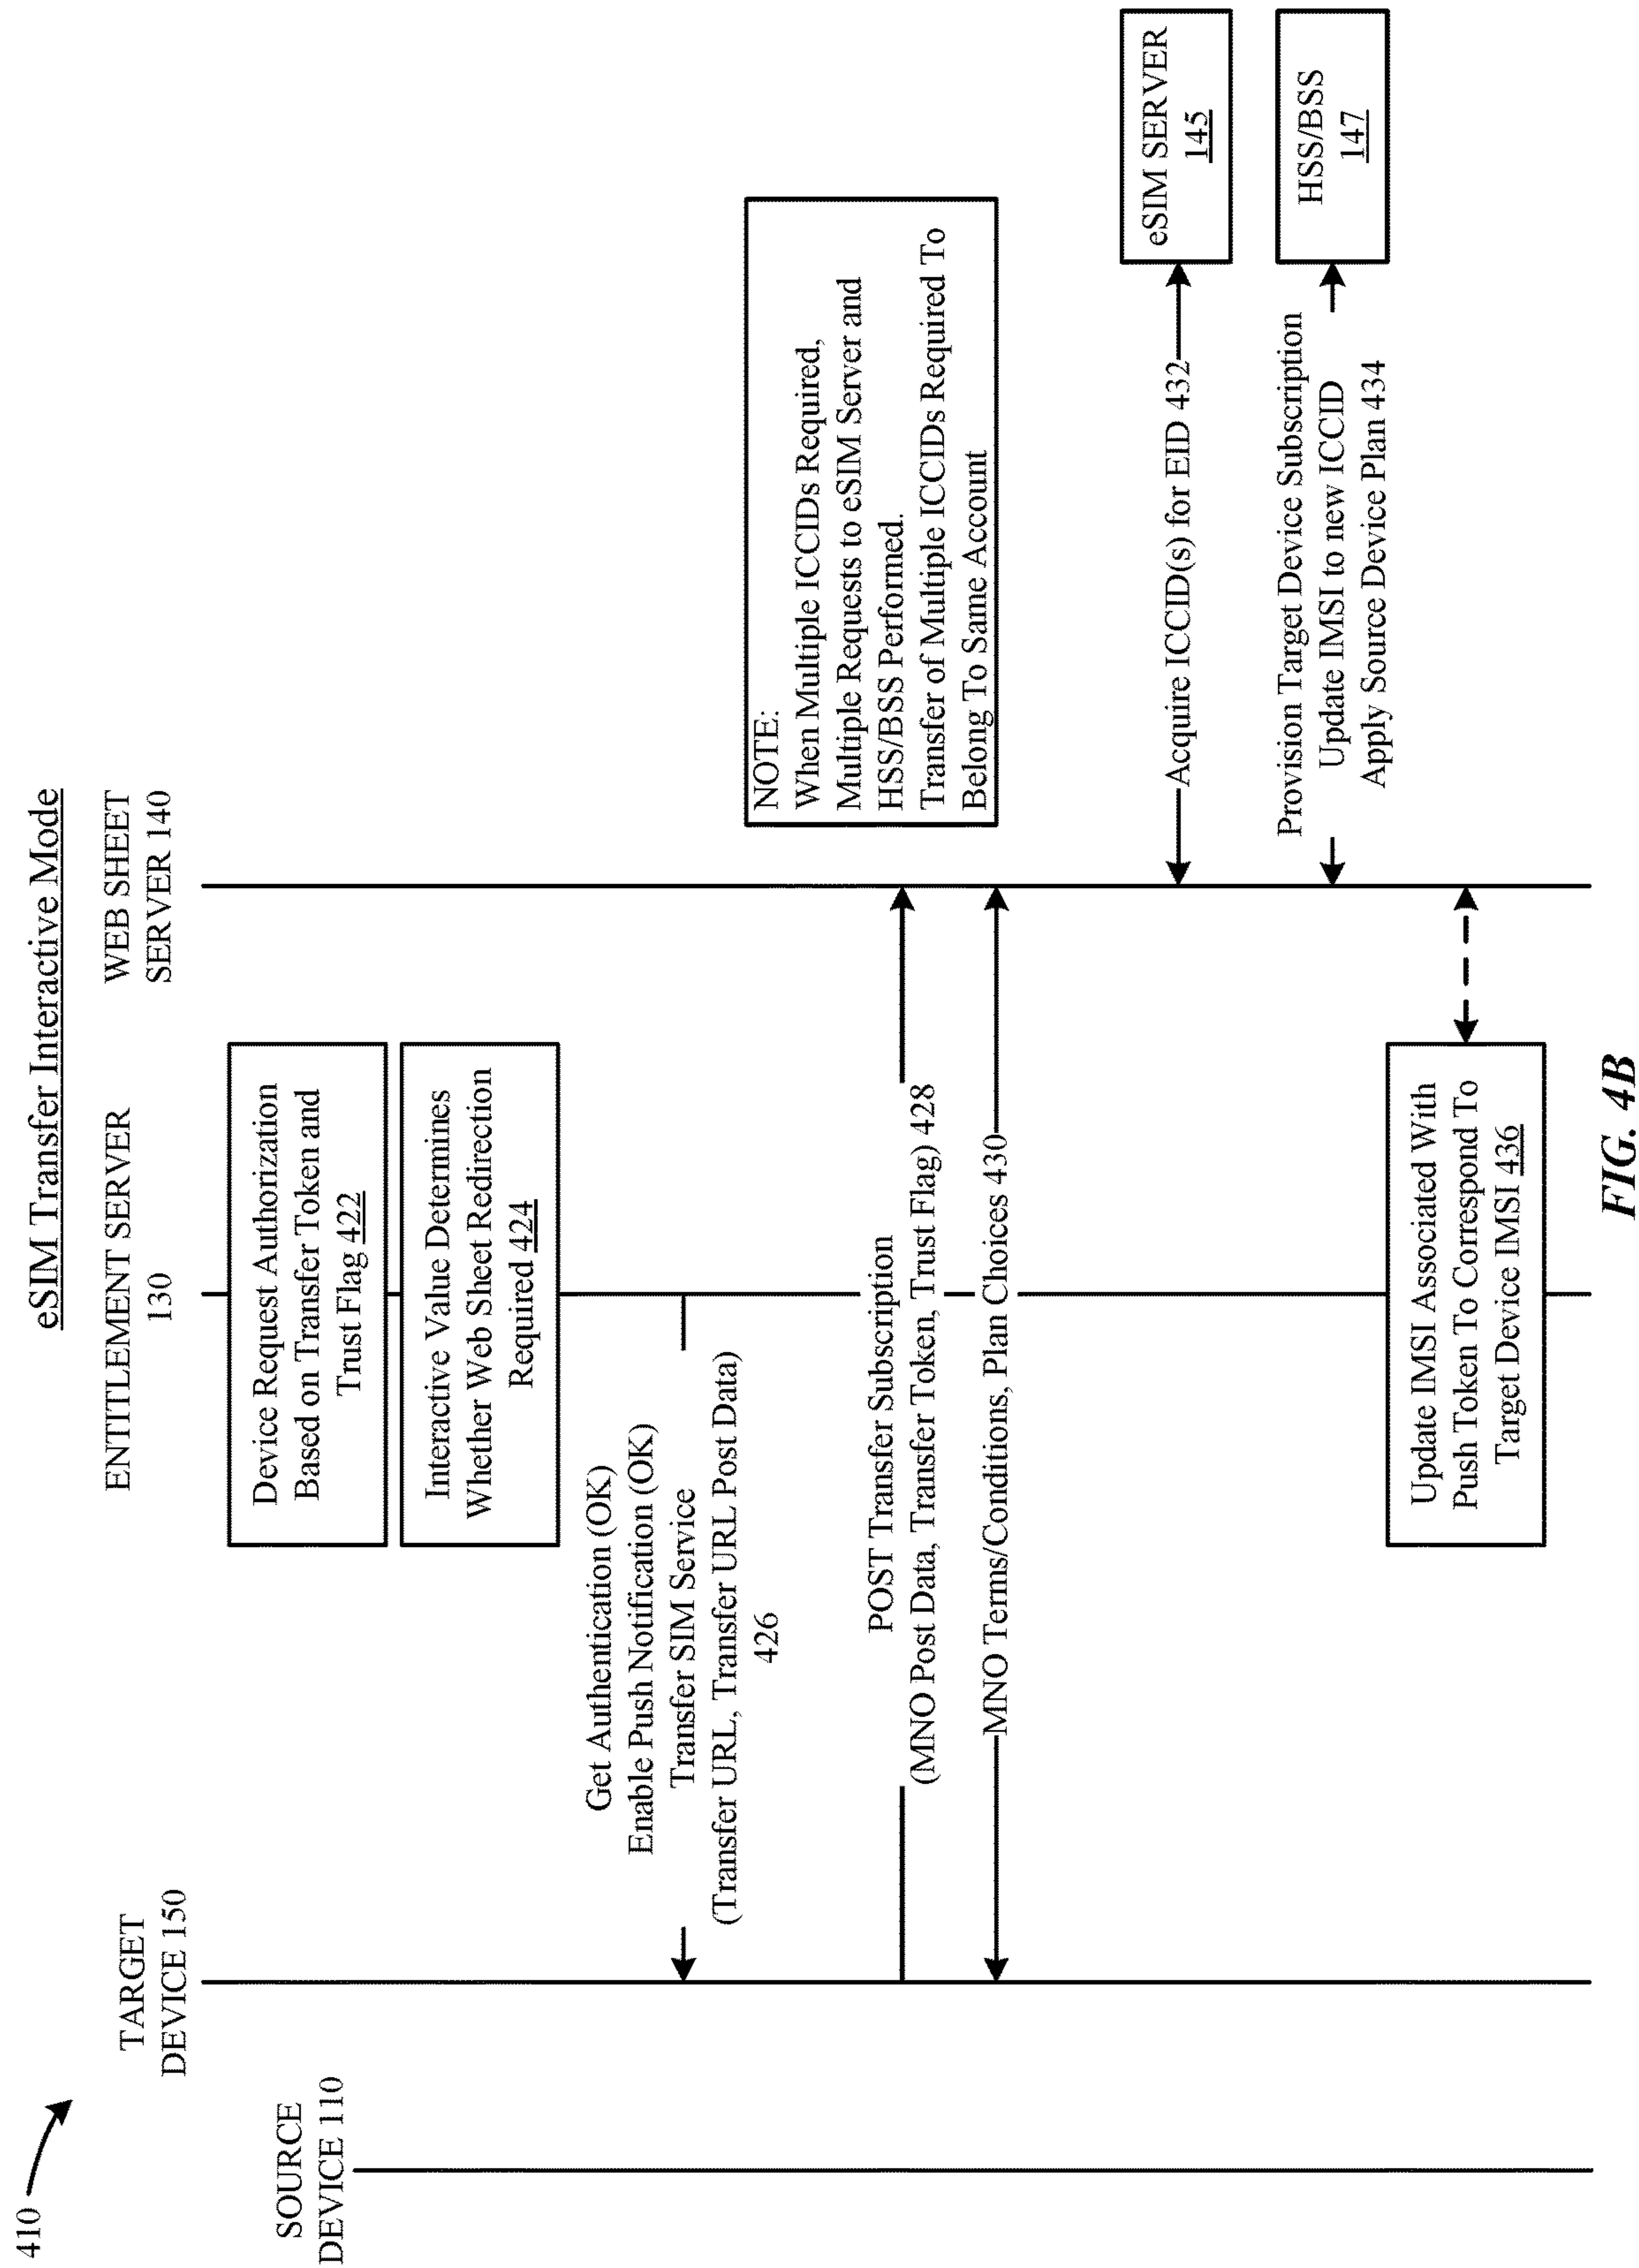 410
eSIM Transfer Interactive Mode
SOURCE
DEVICE 110
TARGET
DEVICE 150
ENTITLEMENT SERVER
130
WEB SHEET
SERVER 140
Device Request Authorization
Based on Transfer Token and
Trust Flag 422
Interactive Value Determines
Whether Web Sheet Redirection
Required 424
Get Authentication (OK)
Enable Push Notification (OK)
Transfer SIM Service
(Transfer URL, Transfer URL Post Data)
426
NOTE:
When Multiple ICCIDs Required,
Multiple Requests to eSIM Server and
HSS/BSS Performed.
Transfer of Multiple ICCIDs Required To
Belong To Same Account
POST Transfer Subscription
(MNO Post Data, Transfer Token, Trust Flag) 428
MNO Terms/Conditions, Plan Choices 430
Acquire ICCID(s) for EID 432
eSIM SERVER
145
Provision Target Device Subscription
Update IMSI to new ICCID
Apply Source Device Plan 434
HSS/BSS
147
Update IMSI Associated With
Push Token To Correspond To
Target Device IMSI 436
FIG. 4B